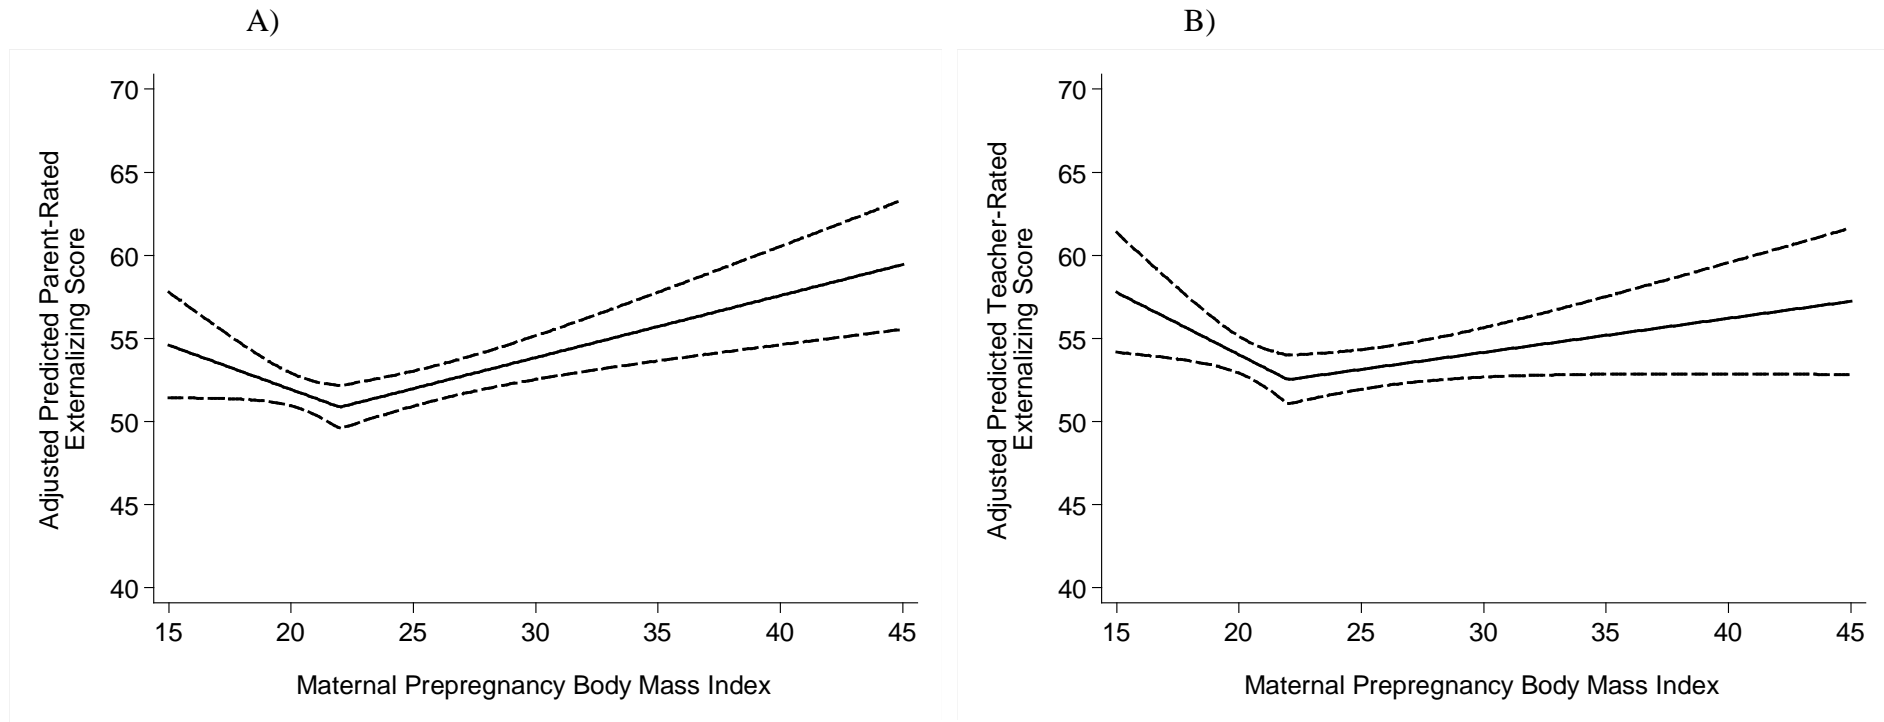 A)
Adjusted Predicted Parent-Rated
Externalizing Score
70
65
60
55
50
45
40
15 20 25 30 35 40 45
Maternal Prepregnancy Body Mass Index
B)
Adjusted Predicted Teacher-Rated
Externalizing Score
70
65
60
55
50
45
40
15 20 25 30 35 40 45
Maternal Prepregnancy Body Mass Index